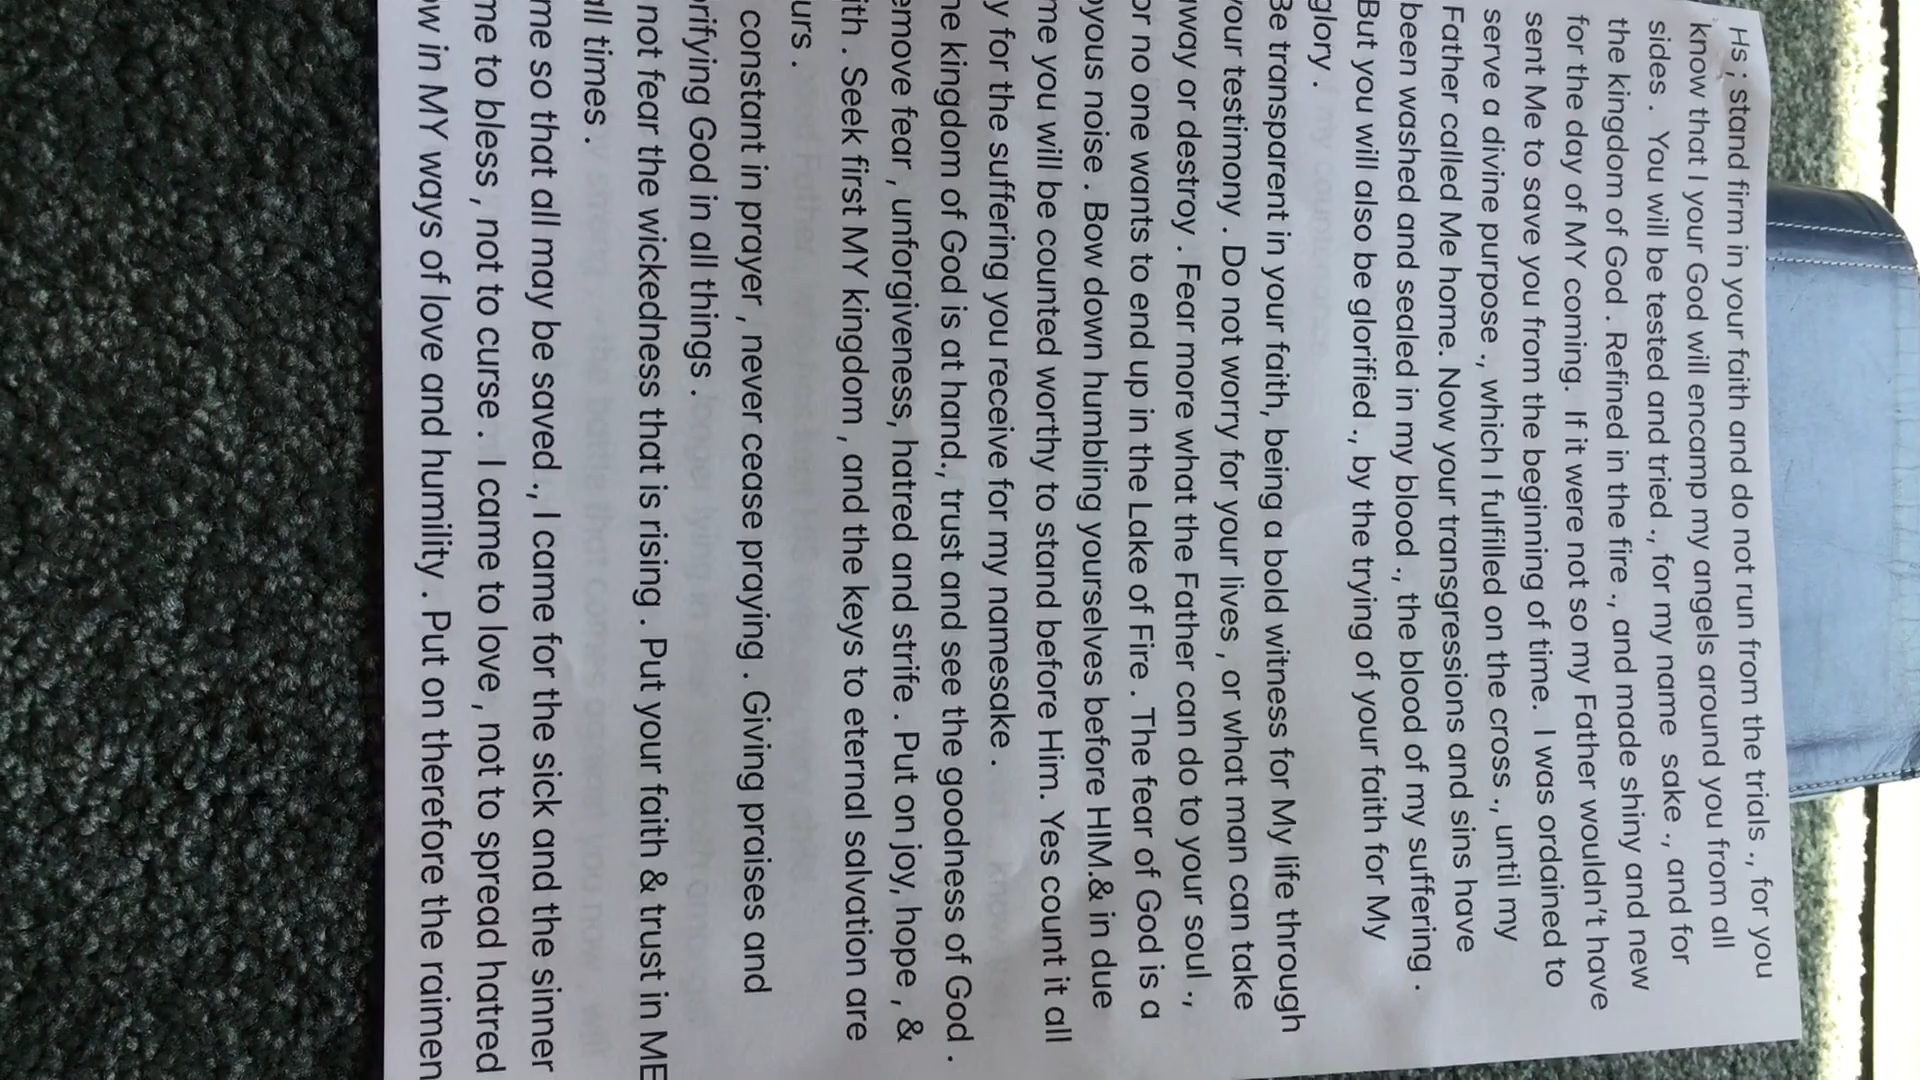 Hs ; stand firm in your faith and do not run from the trials ., for you
know that I your God will encamp my angels around you from all
sides . You will be tested and tried ., for my name sake ., and for
the kingdom of God . Refined in the fire ., and made shiny and new
for the day of MY coming. If it were not so my Father wouldn't have
sent Me to save you from the beginning of time. I was ordained to
serve a divine purpose ., which I fulfilled on the cross ., until my
Father called Me home. Now your transgressions and sins have
been washed and sealed in my blood ., the blood of my suffering .
But you will also be glorified ., by the trying of your faith for My
glory .
Be transparent in your faith, being a bold witness for My life through
your testimony . Do not worry for your lives , or what man can take
away or destroy . Fear more what the Father can do to your soul .,
or no one wants to end up in the Lake of Fire . The fear of God is a
oyous noise . Bow down humbling yourselves before HIM.& in due
me you will be counted worthy to stand before Him. Yes count it all
y for the suffering you receive for my namesake .
he kingdom of God is at hand., trust and see the goodness of God .
emove fear , unforgiveness, hatred and strife . Put on joy, hope , &
ith . Seek first MY kingdom , and the keys to eternal salvation are
urs .
constant in prayer , never cease praying . Giving praises and
orifying God in all things .
not fear the wickedness that is rising . Put your faith & trust in ME
all times .
me so that all may be saved ., I came for the sick and the sinner
me to bless , not to curse . I came to love , not to spread hatred
ow in MY ways of love and humility . Put on therefore the raimen